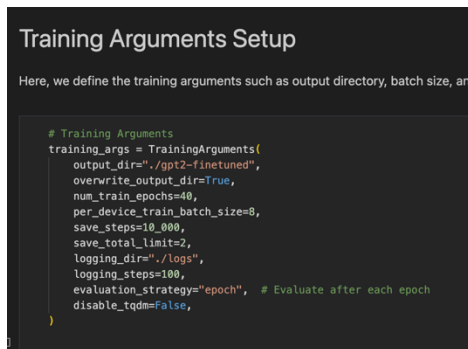 Training Arguments Setup
Here, we define the training arguments such as output directory, batch size, an
# Training Arguments
training_args = TrainingArguments(
output_dir="./gpt2-finetuned",
overwrite_output_dir=True,
num_train_epochs=40,
per_device_train_batch_size=8,
save_steps=10_000,
save_total_limit=2,
logging_dir="./logs",
logging_steps=100,
evaluation_strategy="epoch",  # Evaluate after each epoch
disable_tqdm=False,
)
]